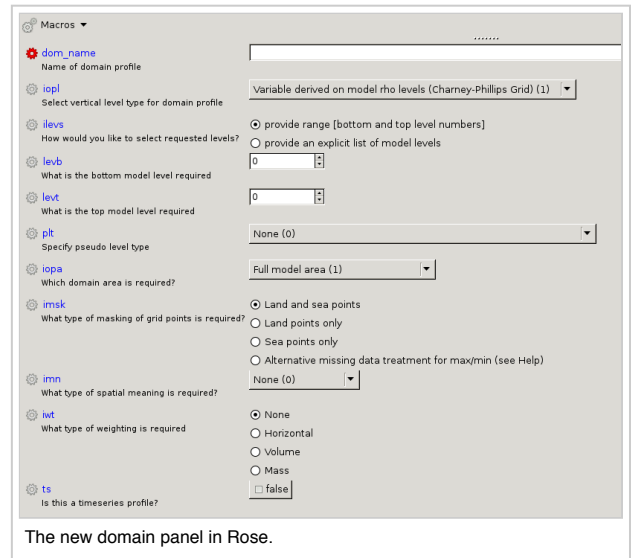 Macros
dom_name
Name of domain profile
iopl
Variable derived on model rho levels (Charney-Phillips Grid) (1)
Select vertical level type for domain profile
ilevs
provide range [bottom and top level numbers]
How would you like to select requested levels?
provide an explicit list of model levels
levb
0
What is the bottom model level required
levt
0
What is the top model level required
plt
None (0)
Specify pseudo level type
iopa
Full model area (1)
Which domain area is required?
imsk
Land and sea points
What type of masking of grid points is required?
Land points only
Sea points only
Alternative missing data treatment for max/min (see Help)
imn
None (0)
What type of spatial meaning is required?
iwt
None
What type of weighting is required
Horizontal
Volume
Mass
ts
false
Is this a timeseries profile?
The new domain panel in Rose.